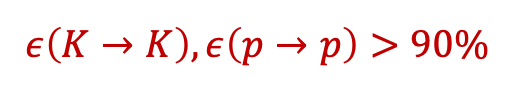 ϵ(K → K), ϵ(p → p) > 90%